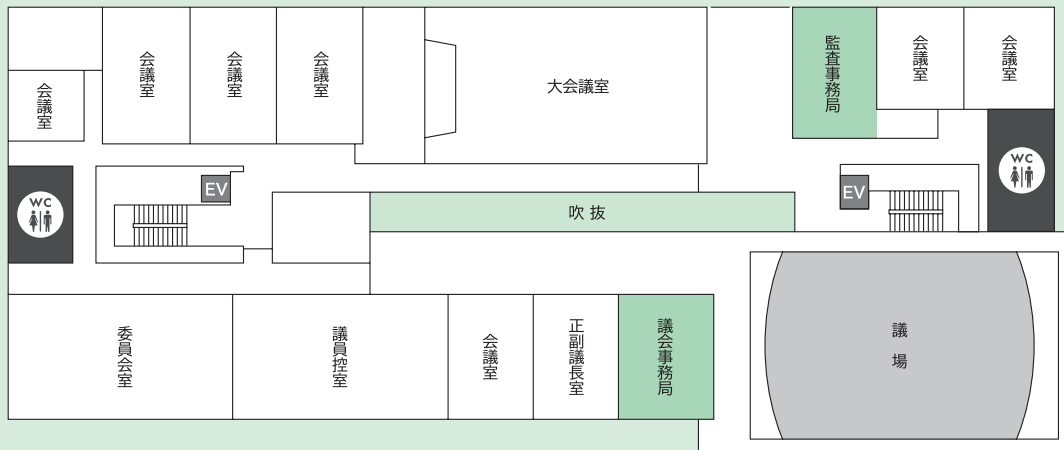 会議室
会議室
会議室
会議室
大会議室
監査事務局
会議室
会議室
WC
EV
吹抜
EV
WC
委員会室
議員控室
会議室
正副議長室
議会事務局
議場